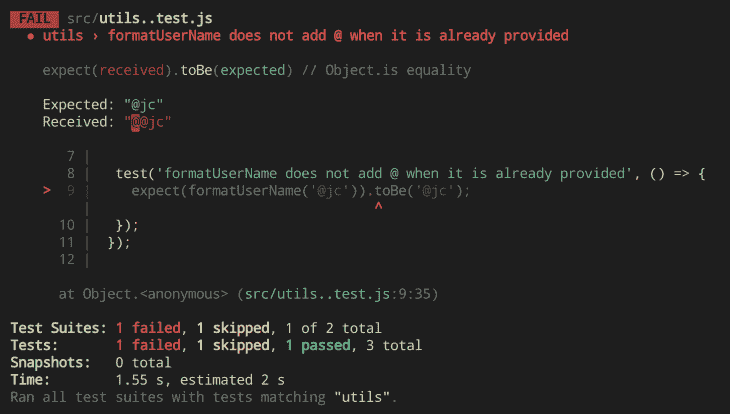 FAIL src/utils..test.js
● utils › formatUserName does not add @ when it is already provided
expect(received).toBe(expected) // Object.is equality
Expected: "@jc"
Received: "@@jc"
7 |
8 | test('formatUserName does not add @ when it is already provided', () => {
> 9 | expect(formatUserName('@jc')).toBe('@jc');
| ^
10 | });
11 | });
12 |
at Object.<anonymous> (src/utils..test.js:9:35)
Test Suites: 1 failed, 1 skipped, 1 of 2 total
Tests: 1 failed, 1 skipped, 1 passed, 3 total
Snapshots: 0 total
Time: 1.55 s, estimated 2 s
Ran all test suites with tests matching "utils".